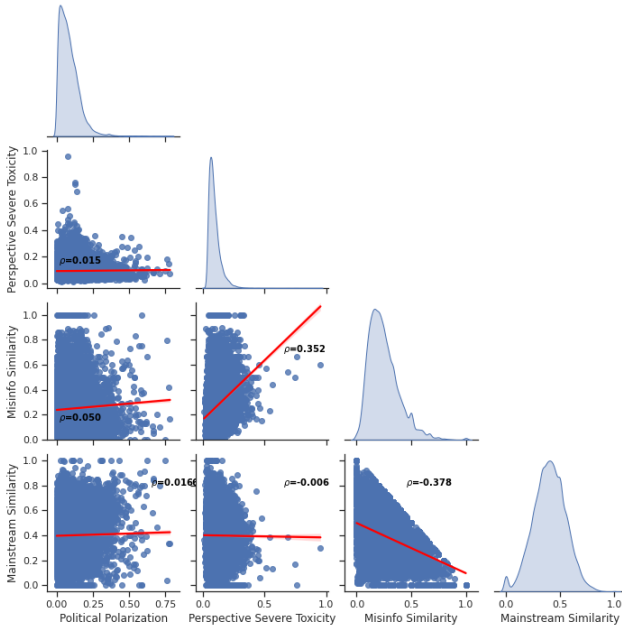 1.0
0.8
0.6
0.4
0.2
0.0
Perspective Severe Toxicity
ρ=0.015
1.0
0.8
0.6
0.4
0.2
0.0
Misinfo Similarity
ρ=0.050
ρ=0.352
1.0
0.8
0.6
0.4
0.2
0.0
Mainstream Similarity
ρ=0.016
ρ=-0.006
ρ=-0.378
0.00 0.25 0.50 0.75
0.0 0.5 1.0
0.0 0.5 1.0
0.0 0.5 1.0
Political Polarization
Perspective Severe Toxicity
Misinfo Similarity
Mainstream Similarity